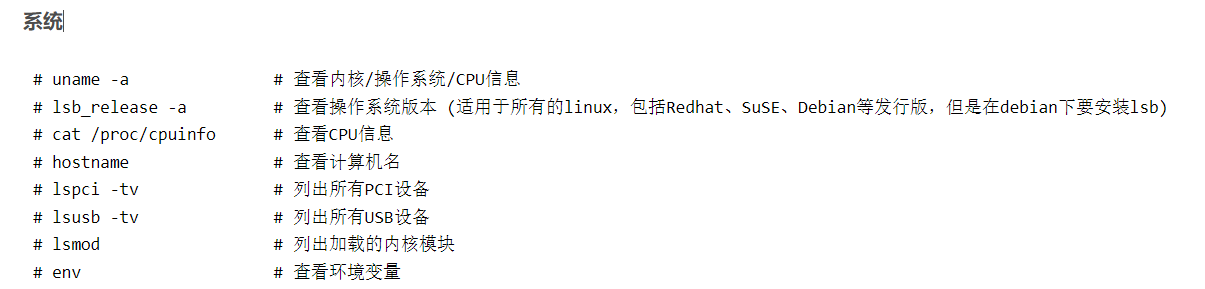 系统
# uname -a # 查看内核/操作系统/CPU信息
# lsb_release -a # 查看操作系统版本 (适用于所有的linux，包括Redhat、SuSE、Debian等发行版，但是在debian下要安装lsb)
# cat /proc/cpuinfo # 查看CPU信息
# hostname # 查看计算机名
# lspci -tv # 列出所有PCI设备
# lsusb -tv # 列出所有USB设备
# lsmod # 列出加载的内核模块
# env # 查看环境变量